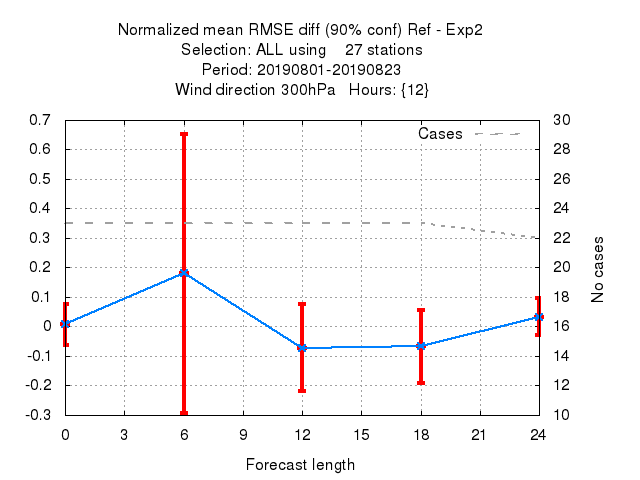 Normalized mean RMSE diff (90% conf) Ref - Exp2
Selection: ALL using    27 stations
Period: 20190801-20190823
Wind direction 300hPa   Hours: {12}
0.7
0.6
0.5
0.4
0.3
0.2
0.1
0
-0.1
-0.2
-0.3
Cases
30
28
26
24
22
20
18
16
14
12
10
No cases
0 3 6 9 12 15 18 21 24
Forecast length